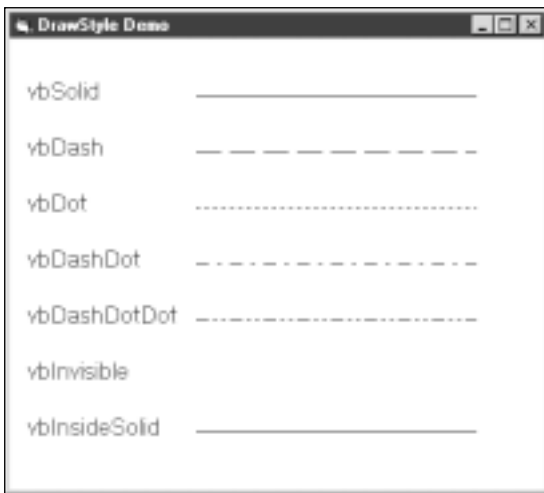 DrawStyle Demo
vbSolid
vbDash
vbDot
vbDashDot
vbDashDotDot
vbInvisible
vbInsideSolid